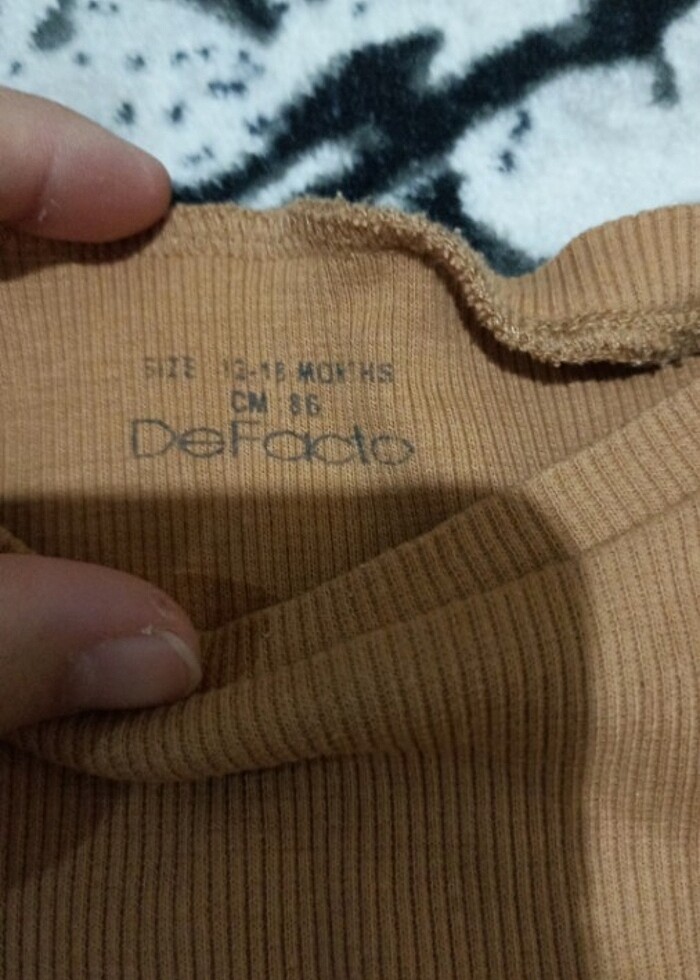 SIZE 12-18 MONTHS
CM 86
DeFacto